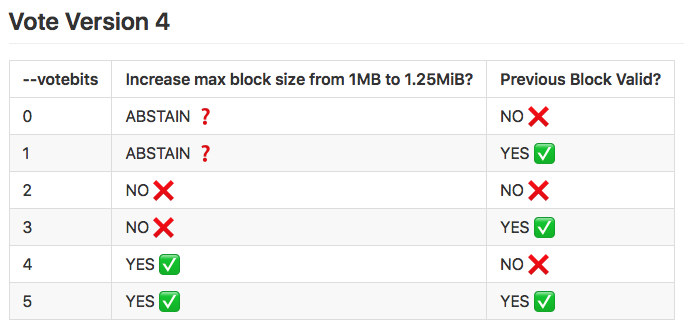 Vote Version 4
--votebits Increase max block size from 1MB to 1.25MiB? Previous Block Valid?
0 ABSTAIN ❓ NO ❌
1 ABSTAIN ❓ YES ✅
2 NO ❌ NO ❌
3 NO ❌ YES ✅
4 YES ✅ NO ❌
5 YES ✅ YES ✅